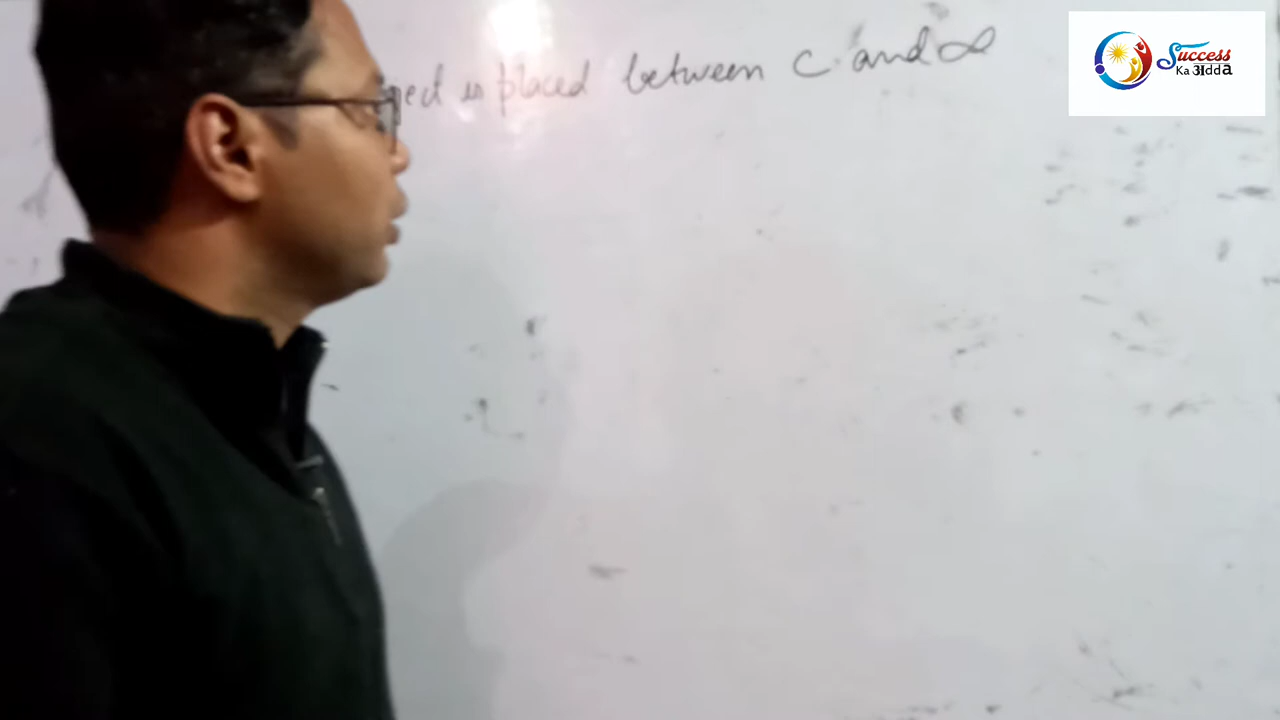 ject is placed between C and ∞
Success
Ka अdda